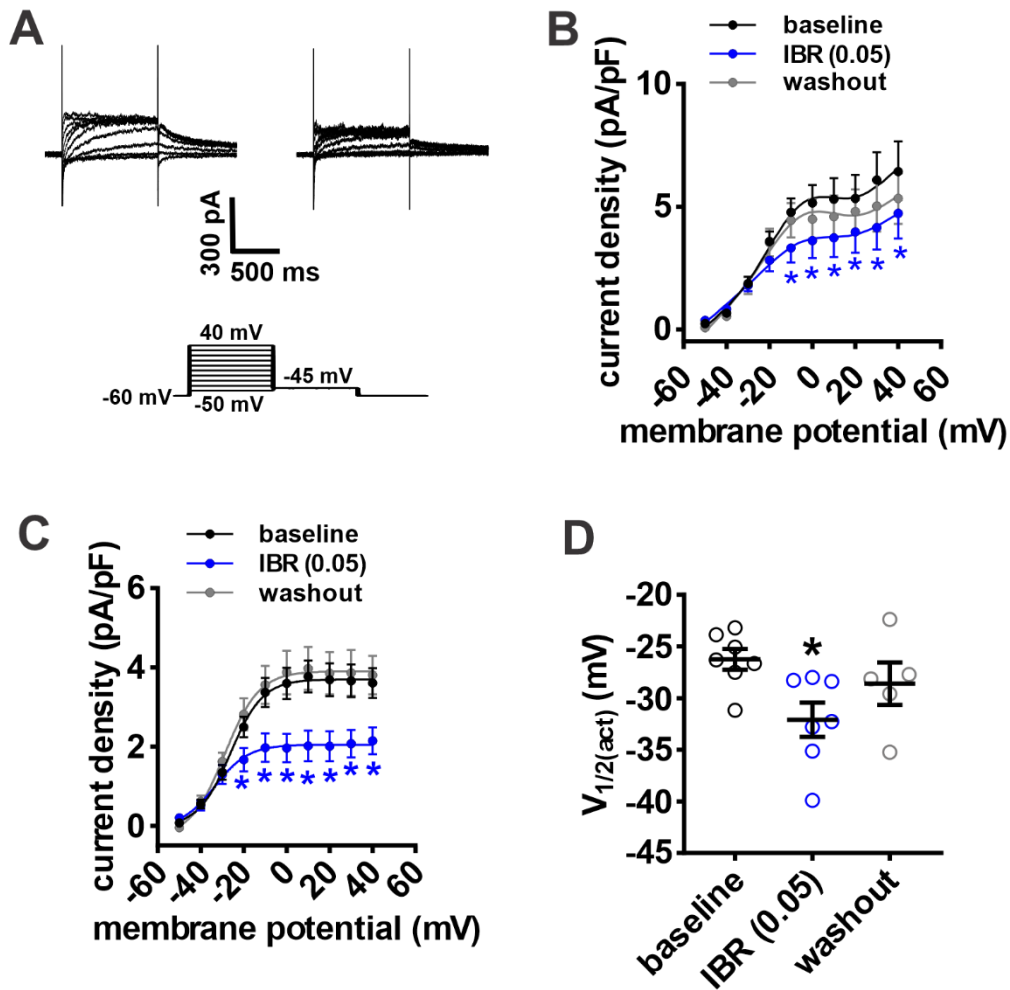 A
300 pA
500 ms
40 mV
-45 mV
-60 mV
-50 mV
B
baseline
IBR (0.05)
washout
current density (pA/pF)
10
5
0
-60
-40
-20
0
20
40
60
* * * * * *
membrane potential (mV)
C
baseline
IBR (0.05)
washout
current density (pA/pF)
6
4
2
0
-60
-40
-20
0
20
40
60
* * * * * * *
membrane potential (mV)
D
V1/2(act) (mV)
-20
-25
-30
-35
-40
-45
*
baseline
IBR (0.05)
washout